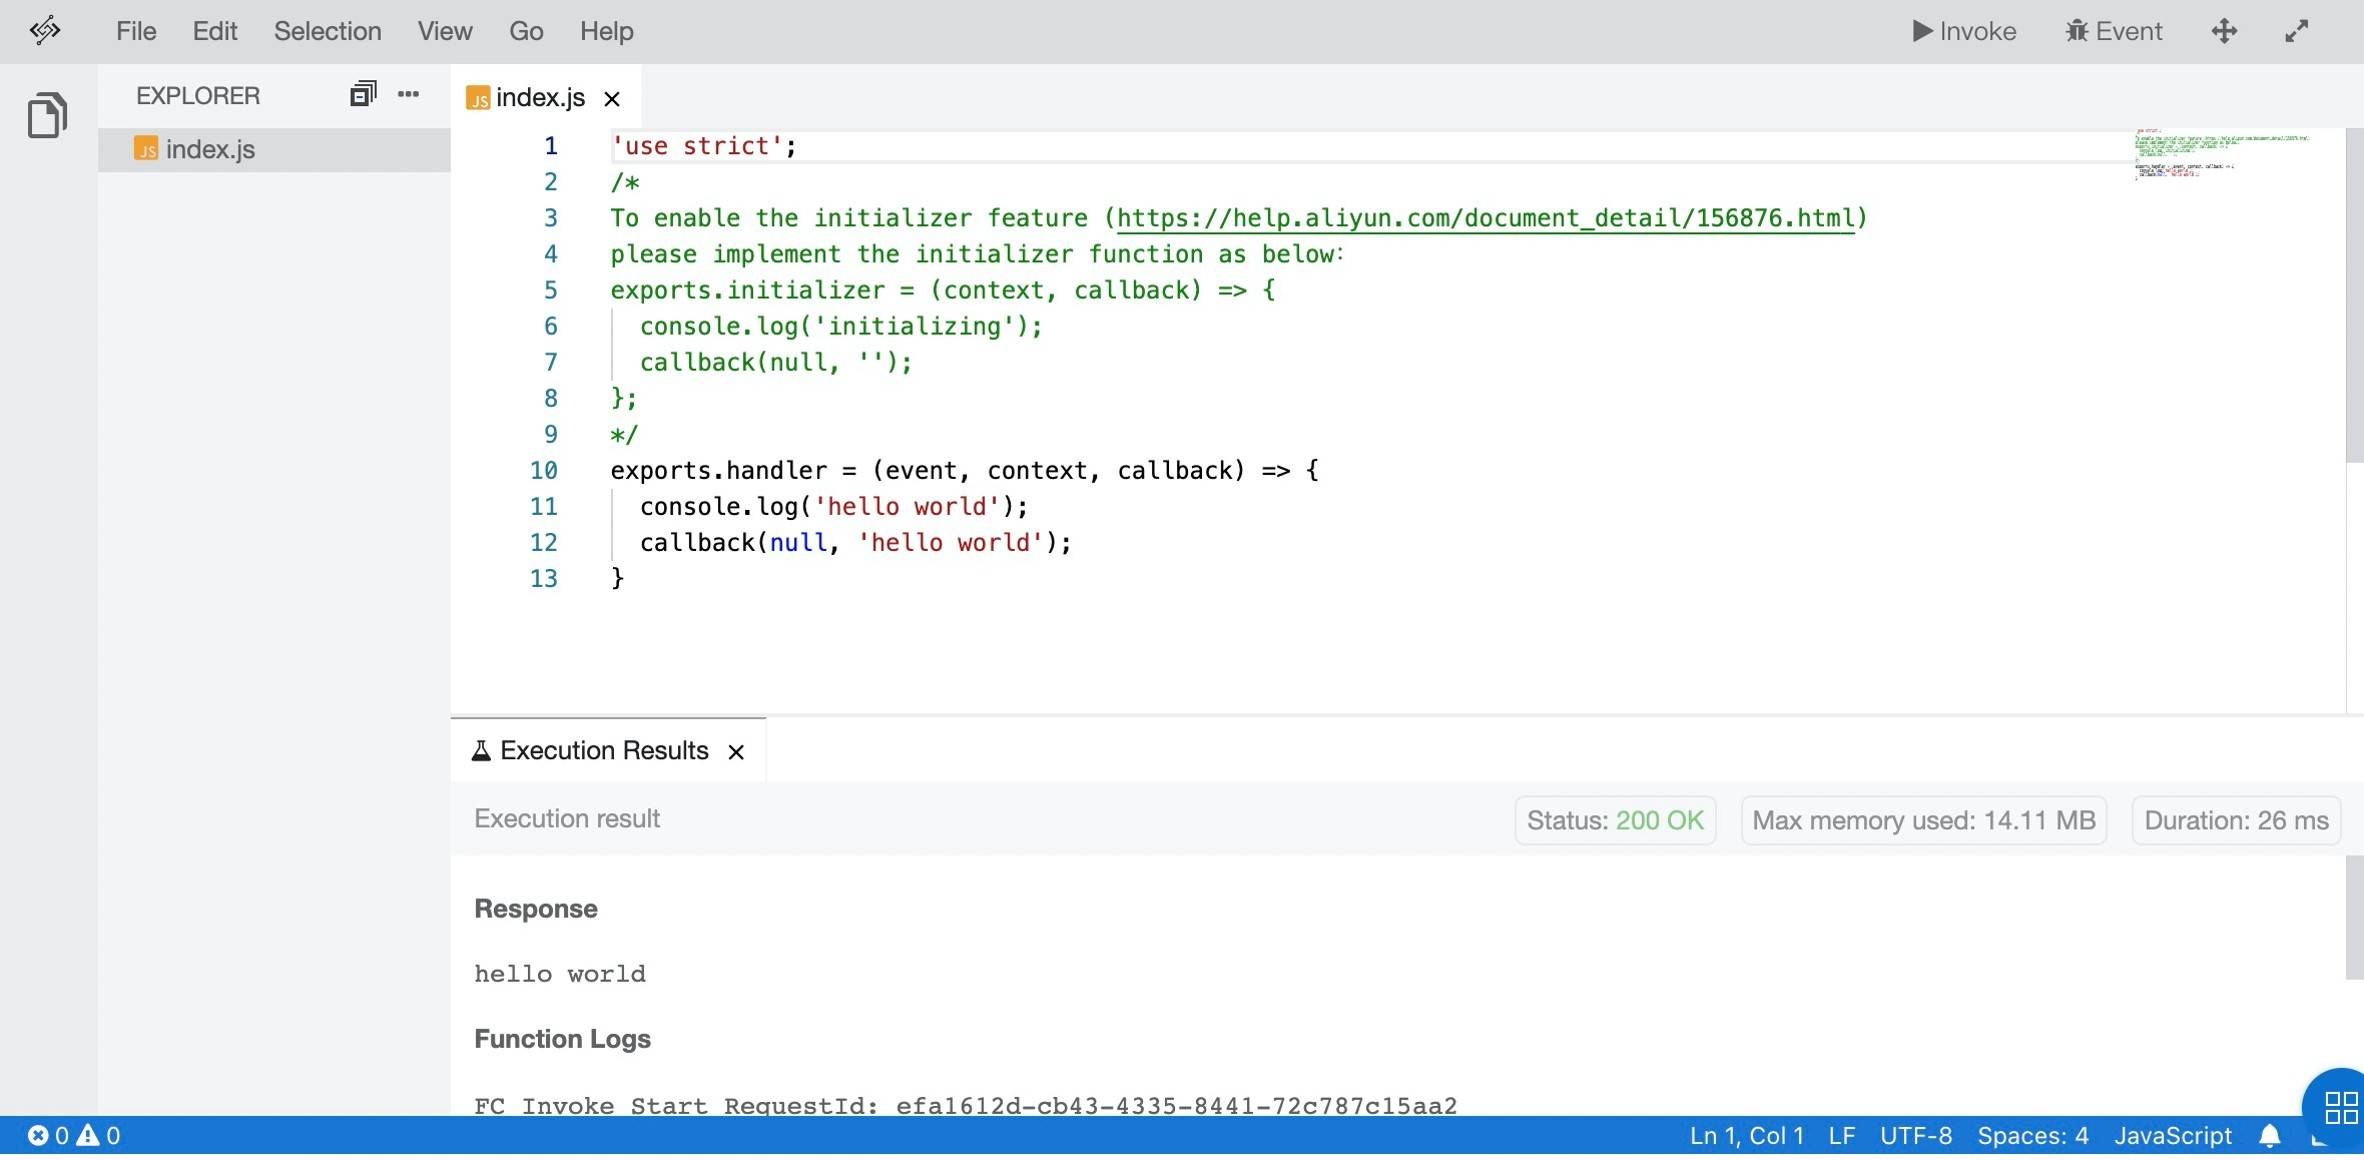 File Edit Selection View Go Help Invoke Event
EXPLORER
JS index.js
JS index.js
1 'use strict';
2 /*
3 To enable the initializer feature (https://help.aliyun.com/document_detail/156876.html)
4 please implement the initializer function as below:
5 exports.initializer = (context, callback) => {
6 console.log('initializing');
7 callback(null, '');
8 };
9 */
10 exports.handler = (event, context, callback) => {
11 console.log('hello world');
12 callback(null, 'hello world');
13 }
Execution Results
Execution result Status: 200 OK Max memory used: 14.11 MB Duration: 26 ms
Response
hello world
Function Logs
FC Invoke Start RequestId: efa1612d-cb43-4335-8441-72c787c15aa2
0 0 Ln 1, Col 1 LF UTF-8 Spaces: 4 JavaScript